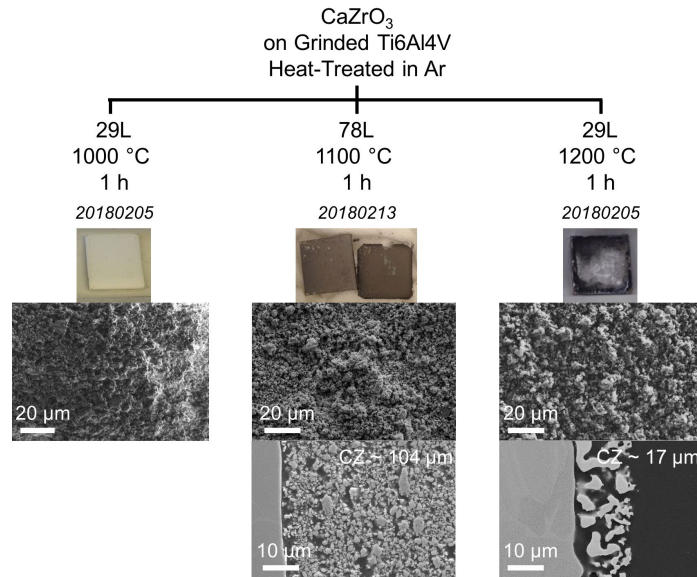 CaZrO3
on Grinded Ti6Al4V
Heat-Treated in Ar
29L
1000 °C
1 h
20180205
78L
1100 °C
1 h
20180213
29L
1200 °C
1 h
20180205
20 μm
20 μm
20 μm
CZ ~ 104 μm
10 μm
CZ ~ 17 μm
10 μm